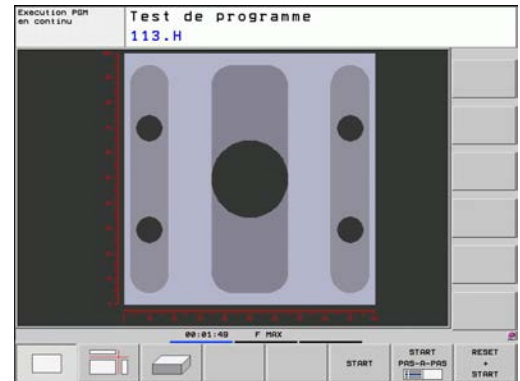 Execution PGM
en continu
Test de programme
113.H
00:01:49 F MAX
START
START
PAS-A-PAS
RESET
+
START